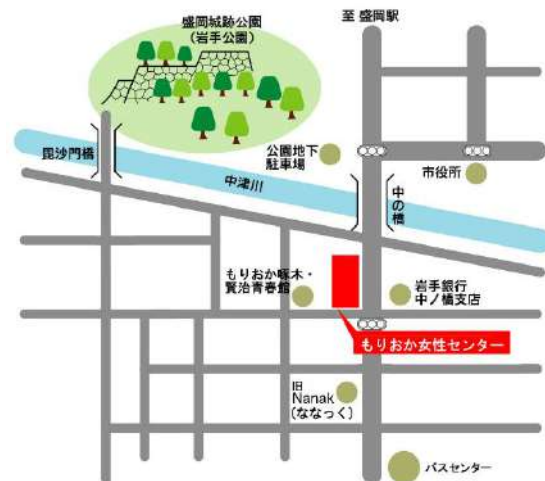 盛岡城跡公園
(岩手公園)
至 盛岡駅
毘沙門橋
公園地下
駐車場
市役所
中津川
中の橋
もりおか啄木・
賢治青春館
岩手銀行
中ノ橋支店
もりおか女性センター
旧
Nanak
(ななっく)
バスセンター